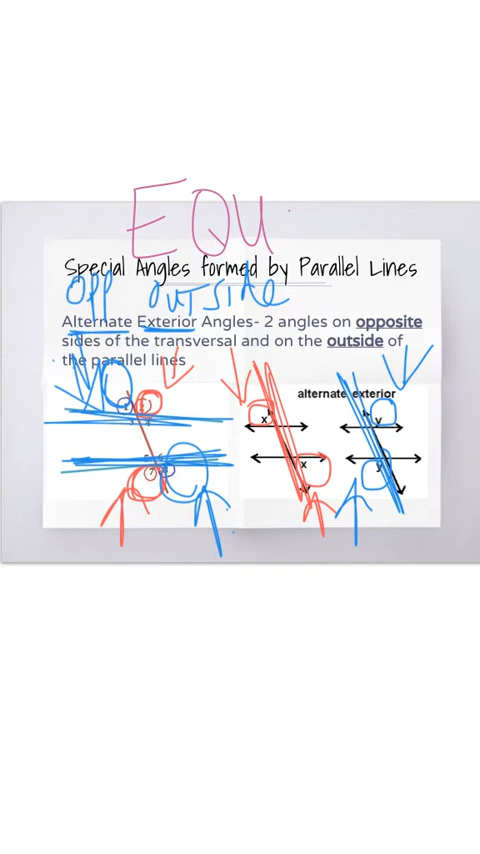 EQU
Special Angles formed by Parallel Lines
OPP OUTSIDE
Alternate Exterior Angles- 2 angles on opposite
sides of the transversal and on the outside of
the parallel lines
alternate exterior
x
y
x
y
7